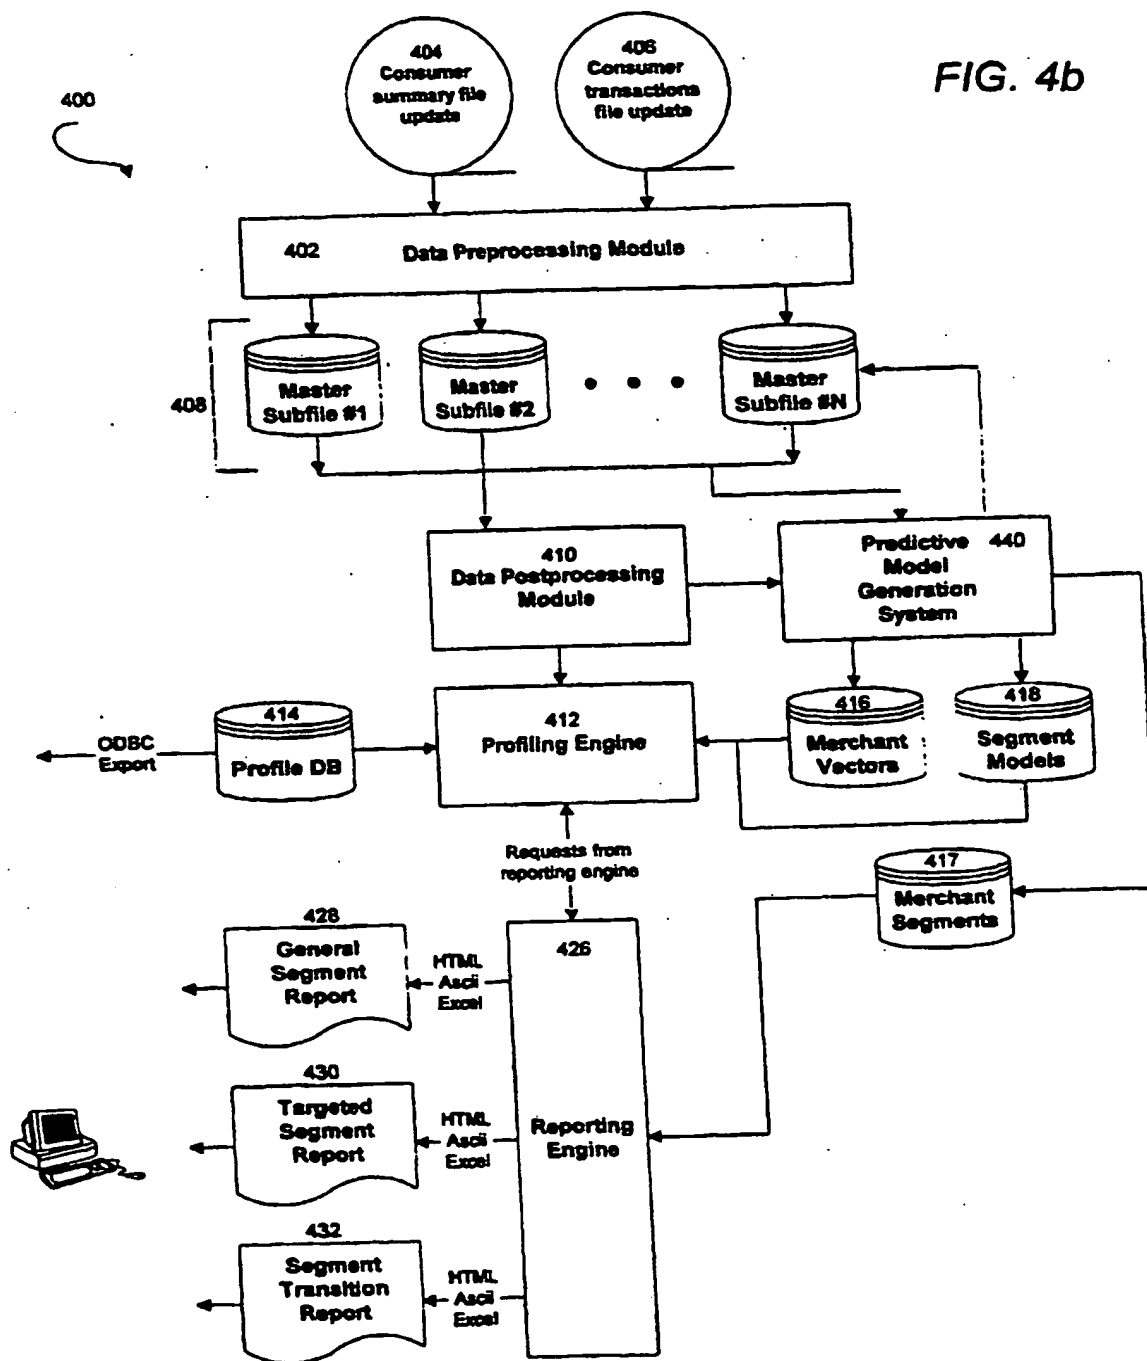 FIG. 4b
400
404
Consumer
summary file
update
406
Consumer
transactions
file update
402
Data Preprocessing Module
408
Master
Subfile #1
Master
Subfile #2
• • •
Master
Subfile #N
410
Data Postprocessing
Module
Predictive 440
Model
Generation
System
414
Profile DB
ODBC
Export
412
Profiling Engine
416
Merchant
Vectors
418
Segment
Models
Requests from
reporting engine
417
Merchant
Segments
428
General
Segment
Report
HTML
Ascii
Excel
426
Reporting
Engine
430
Targeted
Segment
Report
HTML
Ascii
Excel
432
Segment
Transition
Report
HTML
Ascii
Excel